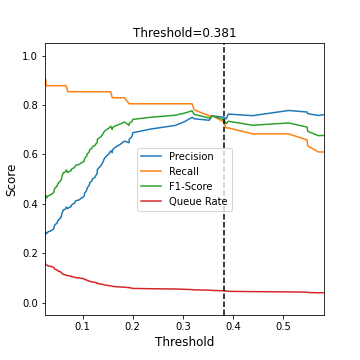 Threshold=0.381
1.0
0.8
0.6
0.4
0.2
0.0
Score
Precision
Recall
F1-Score
Queue Rate
0.1 0.2 0.3 0.4 0.5
Threshold